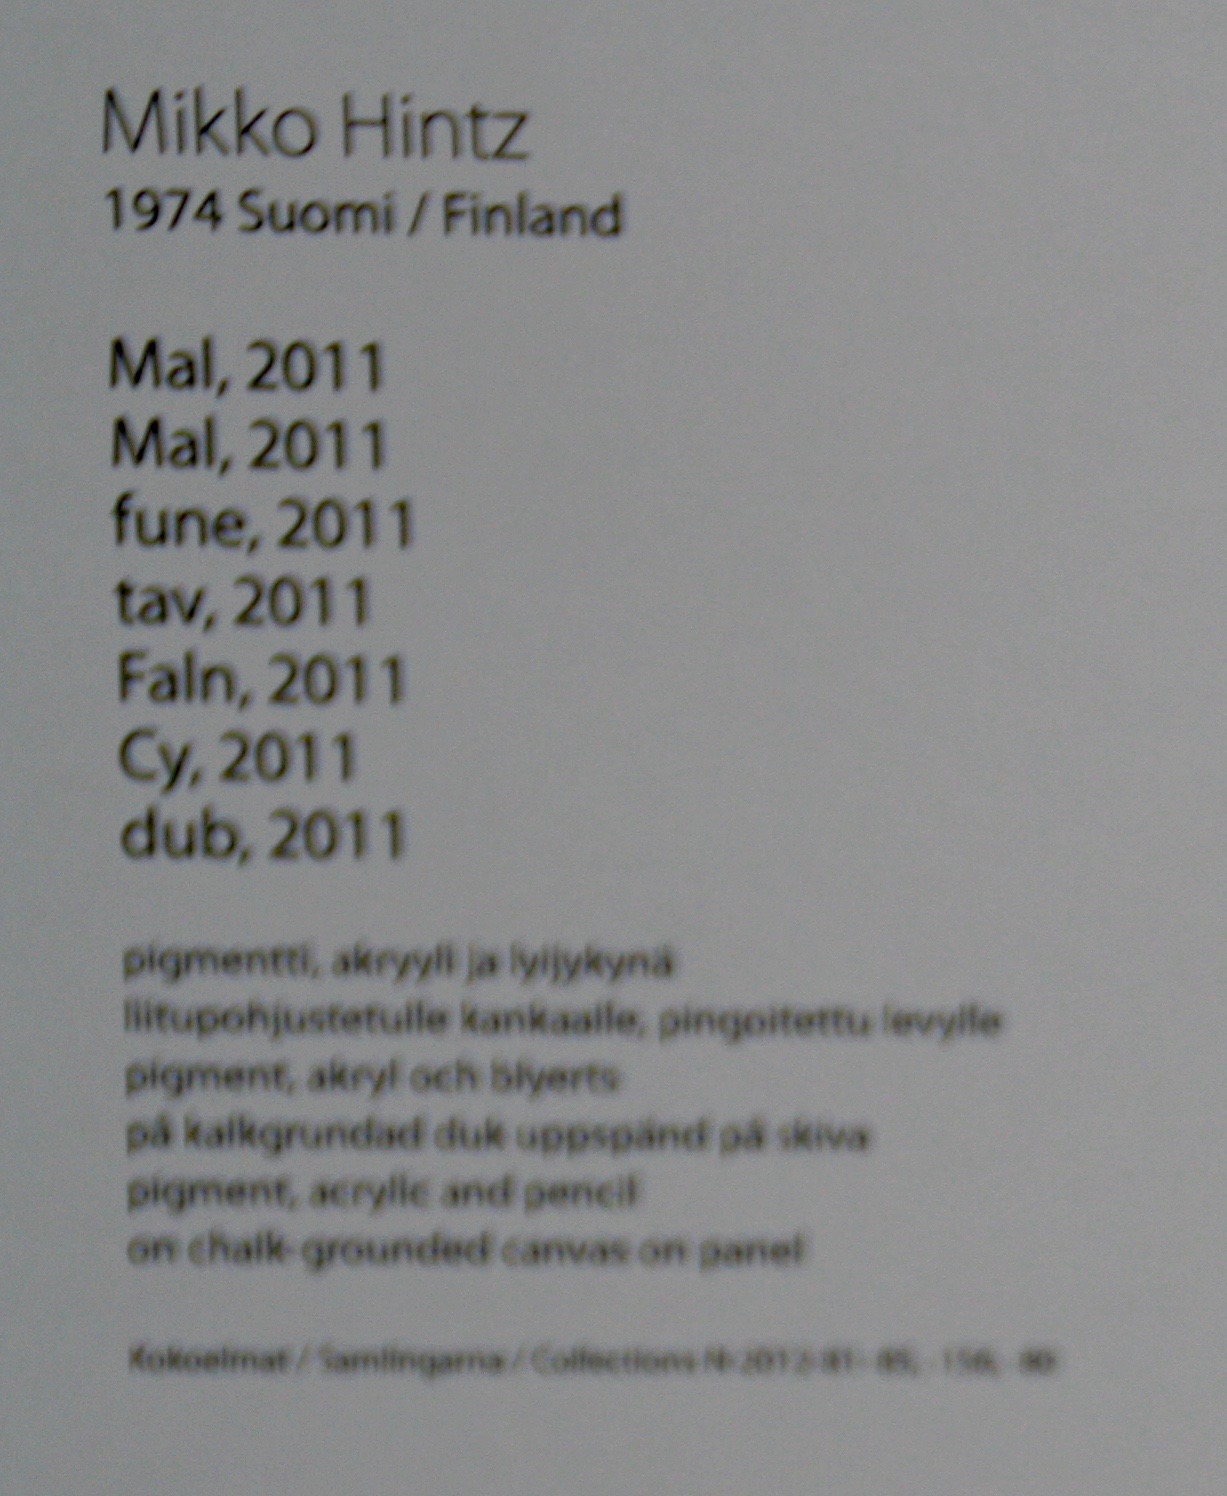 Mikko Hintz
1974 Suomi / Finland
Mal, 2011
Mal, 2011
fune, 2011
tav, 2011
Faln, 2011
Cy, 2011
dub, 2011
pigmentti, akryyli ja lyijykynä
liitupohjustetulle kankaalle, pingoitettu levylle
pigment, akryl och blyerts
på kalkgrundad duk uppspänd på skiva
pigment, acrylic and pencil
on chalk-grounded canvas on panel
Kokoelmat / Samlingarna / Collections